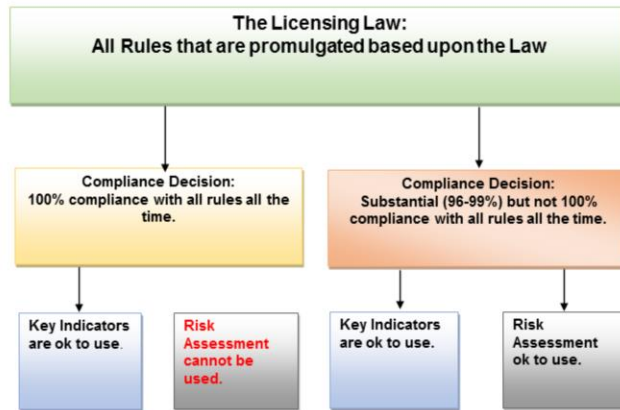 The Licensing Law:
All Rules that are promulgated based upon the Law
Compliance Decision:
100% compliance with all rules all the
time.
Compliance Decision:
Substantial (96-99%) but not 100%
compliance with all rules all the time.
Key Indicators
are ok to use.
Risk
Assessment
cannot be
used.
Key Indicators
are ok to use.
Risk
Assessment
ok to use.